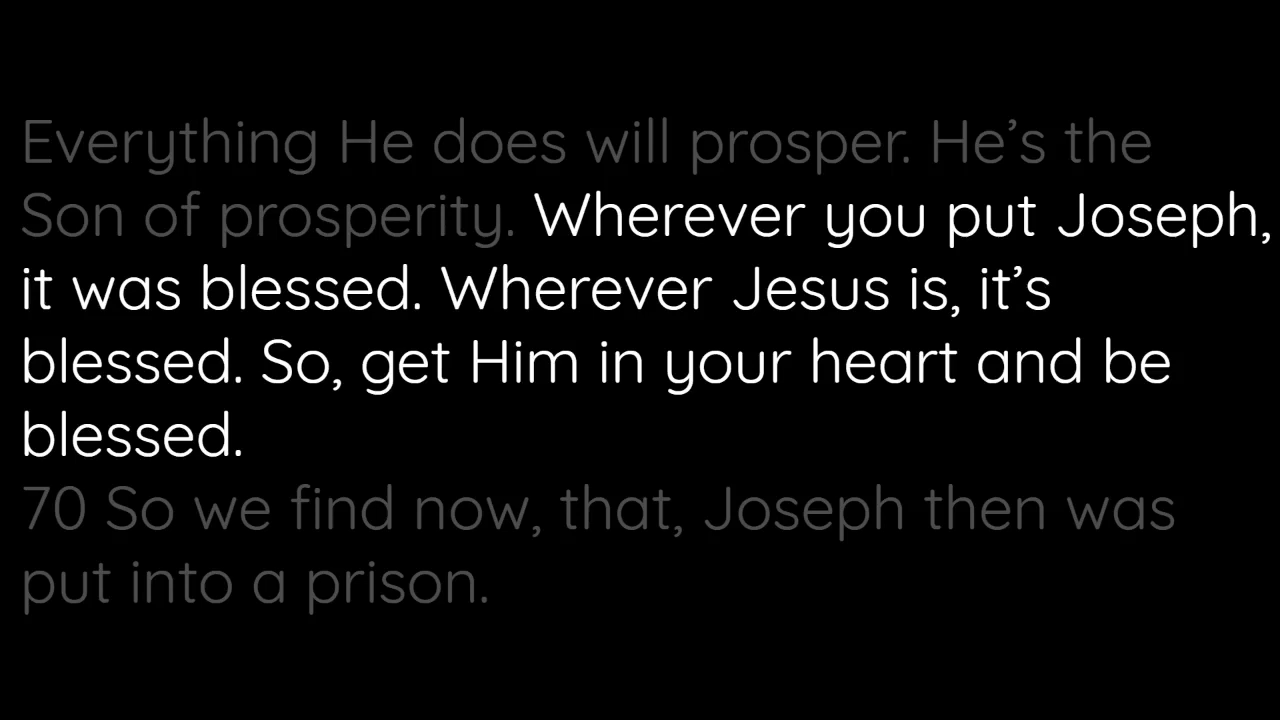 Everything He does will prosper. He’s the
Son of prosperity. Wherever you put Joseph,
it was blessed. Wherever Jesus is, it’s
blessed. So, get Him in your heart and be
blessed.
70 So we find now, that, Joseph then was
put into a prison.